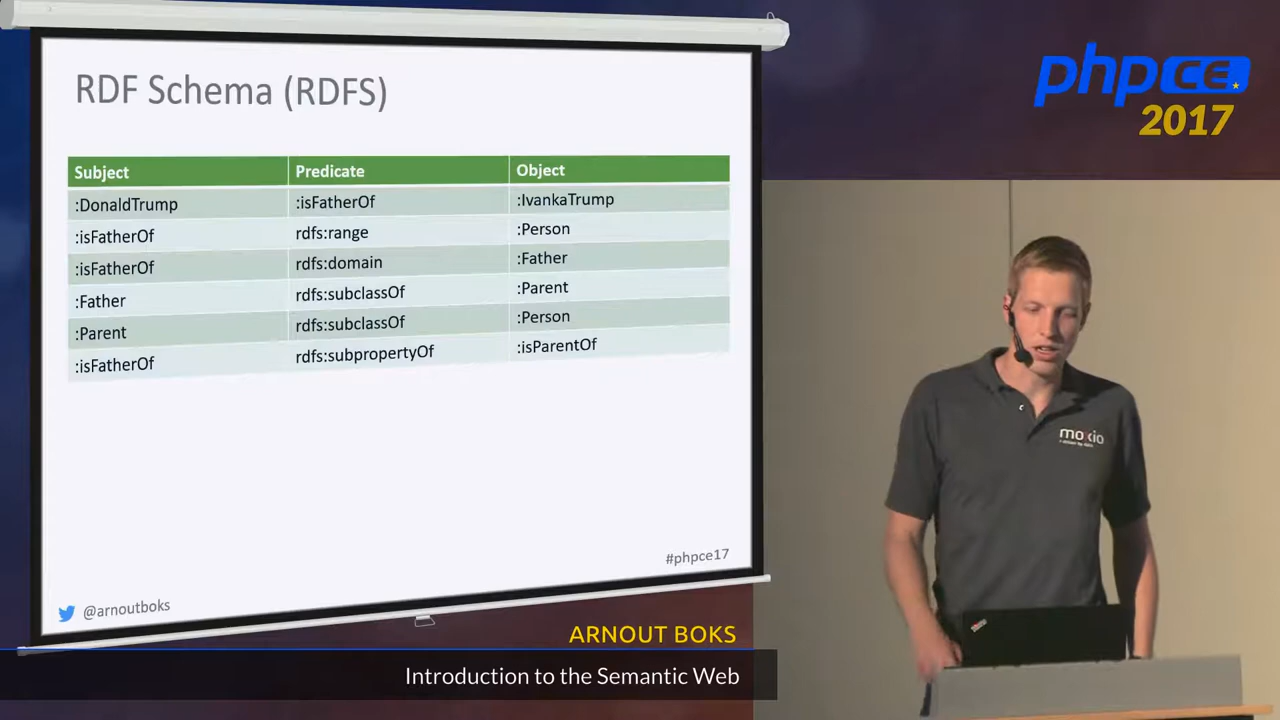 RDF Schema (RDFS)
Subject Predicate Object
:DonaldTrump :isFatherOf :IvankaTrump
:isFatherOf rdfs:range :Person
:isFatherOf rdfs:domain :Father
:Father rdfs:subclassOf :Parent
:Parent rdfs:subclassOf :Person
:isFatherOf rdfs:subpropertyOf :isParentOf
#phpce17
@arnoutboks
ARNOUT BOKS
Introduction to the Semantic Web
phpCE
2017
moxio